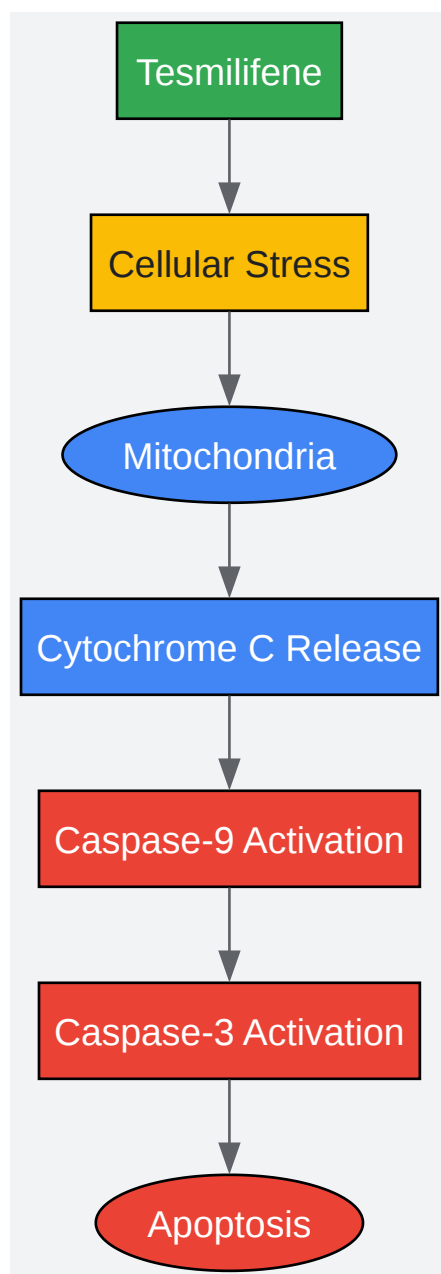 Tesmilifene
Cellular Stress
Mitochondria
Cytochrome C Release
Caspase-9 Activation
Caspase-3 Activation
Apoptosis